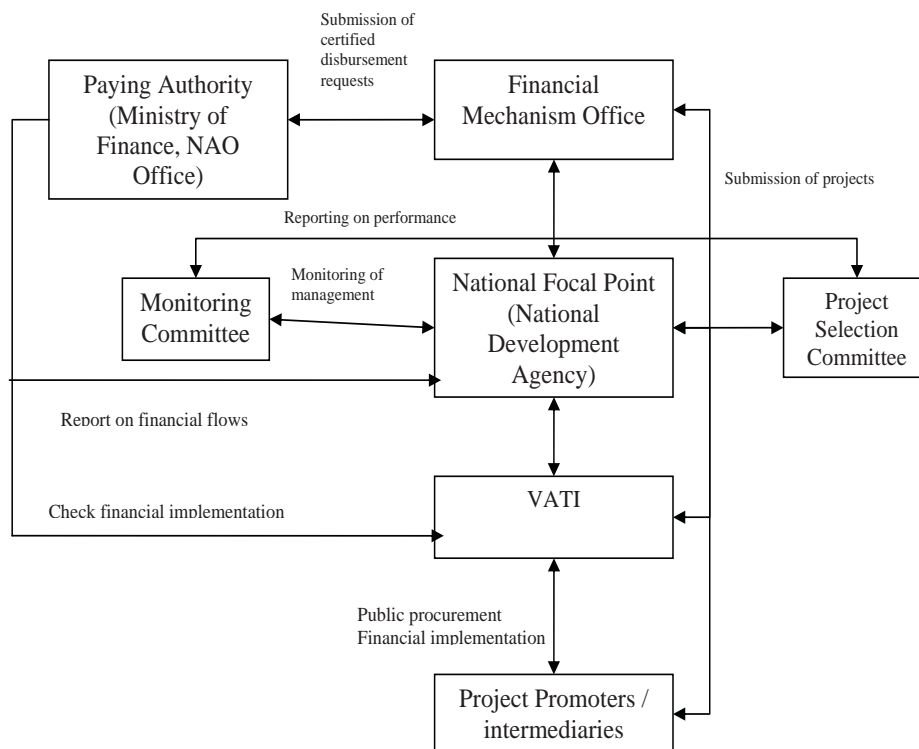 Submission of
certified
disbursement
requests
Paying Authority
(Ministry of
Finance, NAO
Office)
Financial
Mechanism Office
Submission of projects
Reporting on performance
Monitoring of
management
Monitoring
Committee
National Focal Point
(National
Development
Agency)
Project
Selection
Committee
Report on financial flows
VATI
Check financial implementation
Public procurement
Financial implementation
Project Promoters /
intermediaries